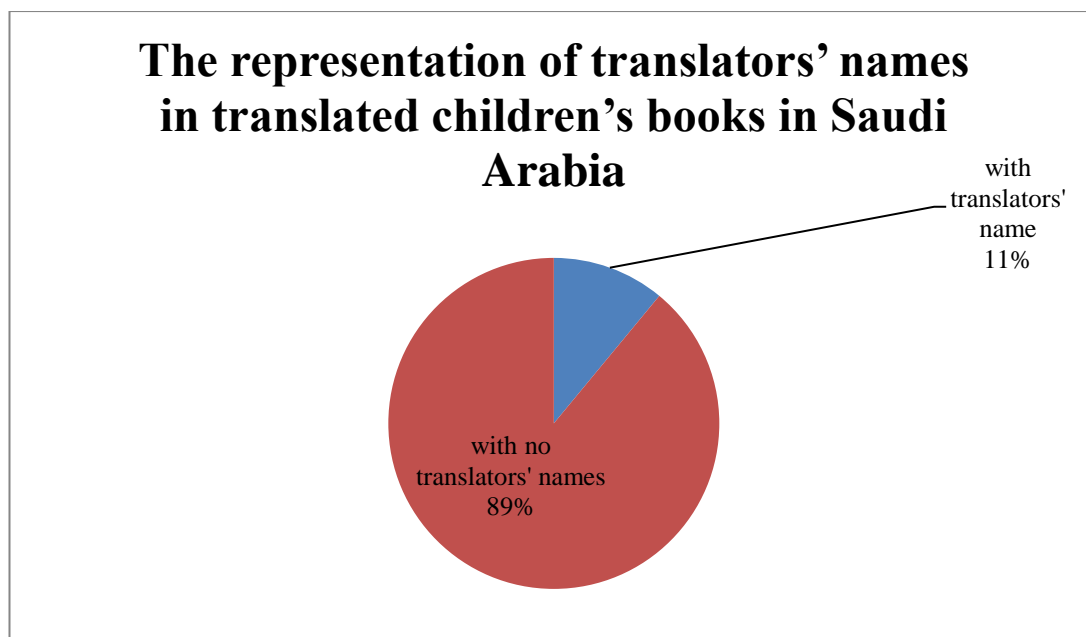 The representation of translators’ names
in translated children’s books in Saudi
Arabia
with
translators'
name
11%
with no
translators' names
89%